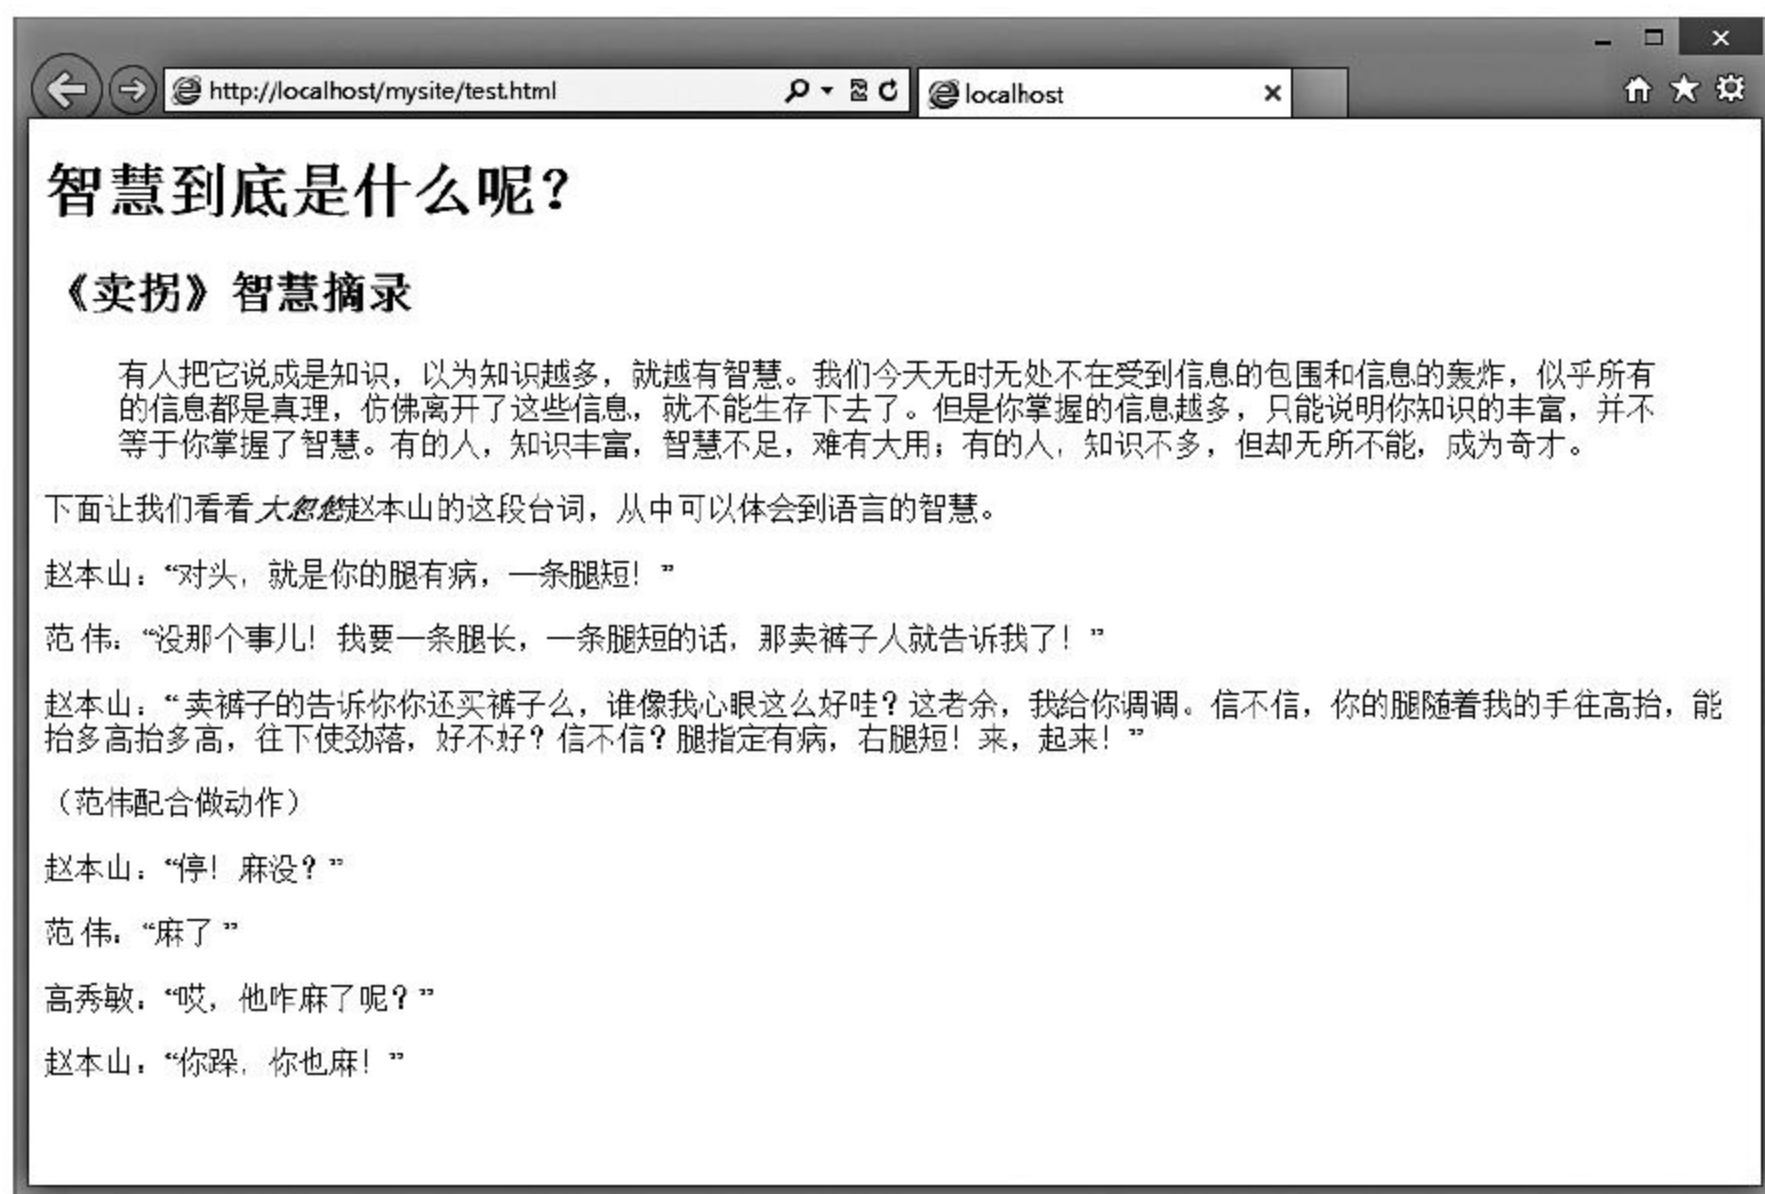 http://localhost/mysite/test.html
localhost
智慧到底是什么呢？
《卖拐》智慧摘录
有人把它说成是知识，以为知识越多，就越有智慧。我们今天无时无处不在受到信息的包围和信息的轰炸，似乎所有
的信息都是真理，仿佛离开了这些信息，就不能生存下去了。但是你掌握的信息越多，只能说明你知识的丰富，并不
等于你掌握了智慧。有的人，知识丰富，智慧不足，难有大用；有的人，知识不多，但却无所不能，成为奇才。
下面让我们看看大忽悠赵本山的这段台词，从中可以体会到语言的智慧。
赵本山：“对头，就是你的腿有病，一条腿短！”
范 伟：“没那个事儿！我要一条腿长，一条腿短的话，那卖裤子人就告诉我了！”
赵本山：“ 卖裤子的告诉你你还买裤子么，谁像我心眼这么好哇？这老余，我给你调调。信不信，你的腿随着我的手往高抬，能
抬多高抬多高，往下使劲落，好不好？信不信？腿指定有病，右腿短！来，起来！”
（范伟配合做动作）
赵本山：“停！麻没？”
范 伟：“麻了 ”
高秀敏：“哎，他咋麻了呢？”
赵本山：“你跺，你也麻！”